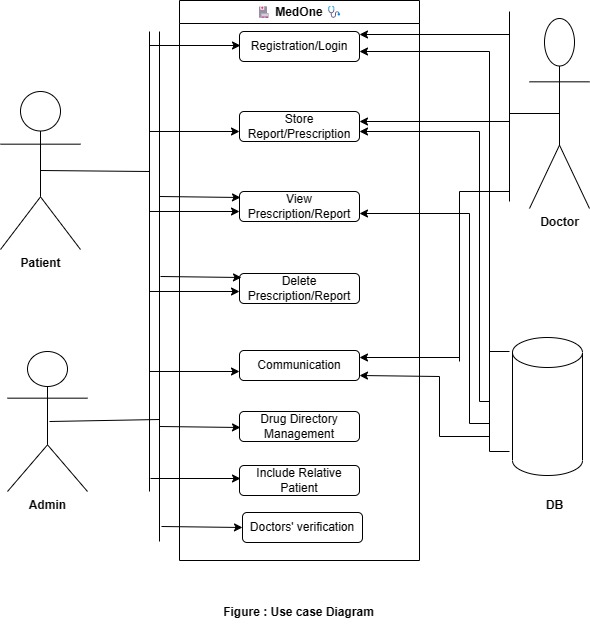 MedOne
Registration/Login
Store
Report/Prescription
View
Prescription/Report
Doctor
Patient
Delete
Prescription/Report
Communication
Drug Directory
Management
Include Relative
Patient
Admin
DB
Doctors' verification
Figure : Use case Diagram